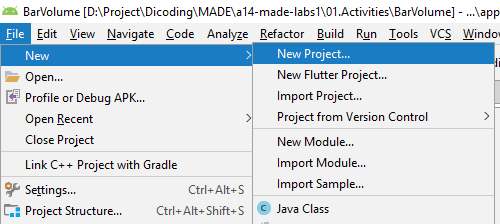 BarVolume [D:\Project\Dicoding\MADE\a14-made-labs1\01.Activities\BarVolume] - ...\app
File Edit View Navigate Code Analyze Refactor Build Run Tools VCS Window
New
Open...
Profile or Debug APK...
Open Recent
Close Project
Link C++ Project with Gradle
Settings... Ctrl+Alt+S
Project Structure... Ctrl+Alt+Shift+S
New Project...
New Flutter Project...
Import Project...
Project from Version Control
New Module...
Import Module...
Import Sample...
Java Class